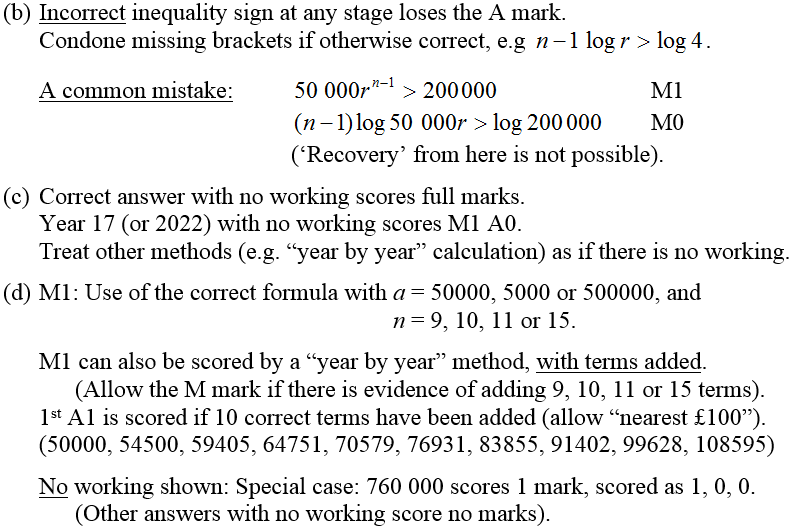 (b) Incorrect inequality sign at any stage loses the A mark.
Condone missing brackets if otherwise correct, e.g n−1 log r > log 4.
A common mistake: 50 000rⁿ⁻¹ > 200000 M1
(n−1)log 50 000r > log 200000 M0
(‘Recovery’ from here is not possible).
(c) Correct answer with no working scores full marks.
Year 17 (or 2022) with no working scores M1 A0.
Treat other methods (e.g. “year by year” calculation) as if there is no working.
(d) M1: Use of the correct formula with a = 50000, 5000 or 500000, and
n = 9, 10, 11 or 15.
M1 can also be scored by a “year by year” method, with terms added.
(Allow the M mark if there is evidence of adding 9, 10, 11 or 15 terms).
1st A1 is scored if 10 correct terms have been added (allow “nearest £100”).
(50000, 54500, 59405, 64751, 70579, 76931, 83855, 91402, 99628, 108595)
No working shown: Special case: 760 000 scores 1 mark, scored as 1, 0, 0.
(Other answers with no working score no marks).